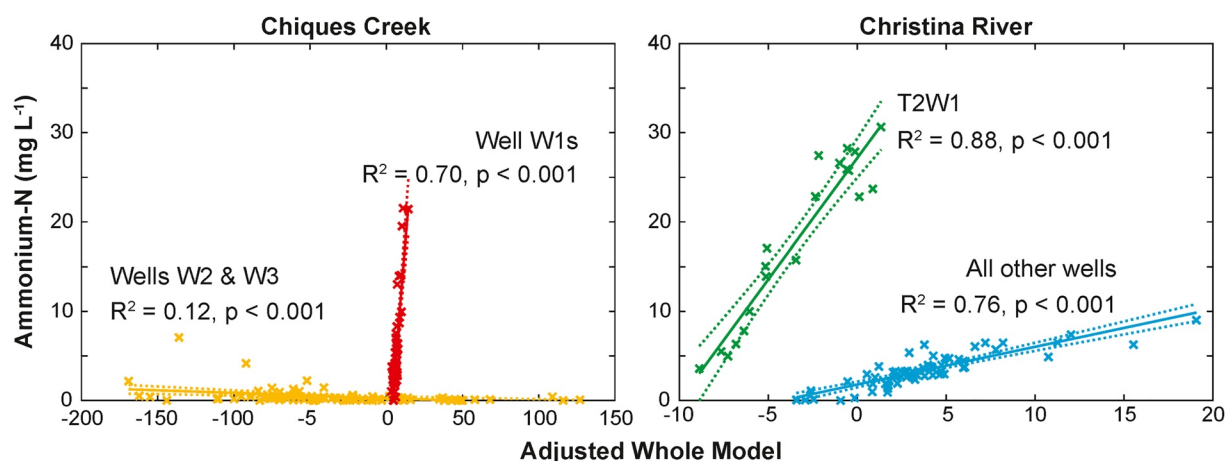 Chiques Creek
Christina River
Ammonium-N (mg L⁻¹)
40
30
20
10
0
Well W1s
R² = 0.70, p < 0.001
Wells W2 & W3
R² = 0.12, p < 0.001
-200
-150
-100
-50
0
50
100
150
40
30
20
10
0
T2W1
R² = 0.88, p < 0.001
All other wells
R² = 0.76, p < 0.001
-10
-5
0
5
10
15
20
Adjusted Whole Model